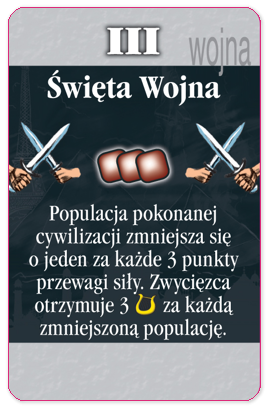 III
wojna
Święta Wojna
Populacja pokonanej
cywilizacji zmniejsza się
o jeden za każde 3 punkty
przewagi siły. Zwycięzca
otrzymuje 3 za każdą
zmniejszoną populację.